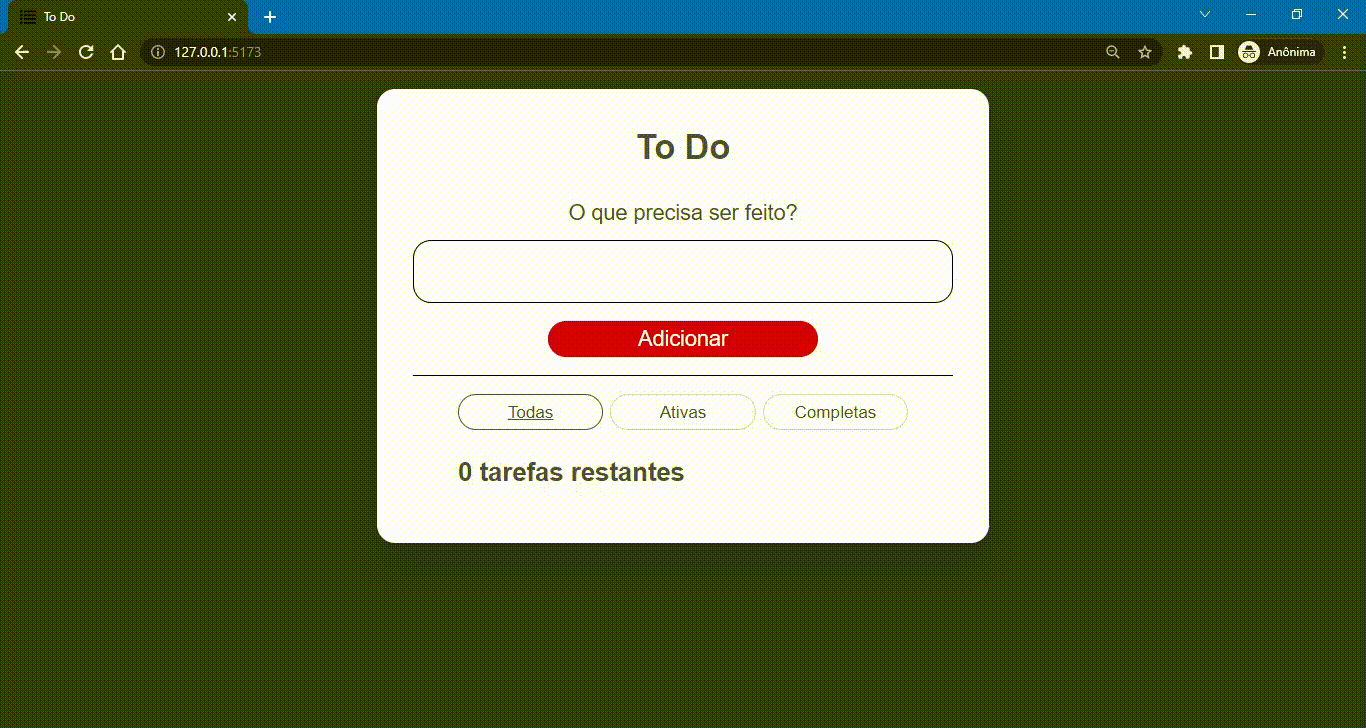 To Do
127.0.0.1:5173
Anônima
To Do
O que precisa ser feito?
Adicionar
Todas Ativas Completas
0 tarefas restantes